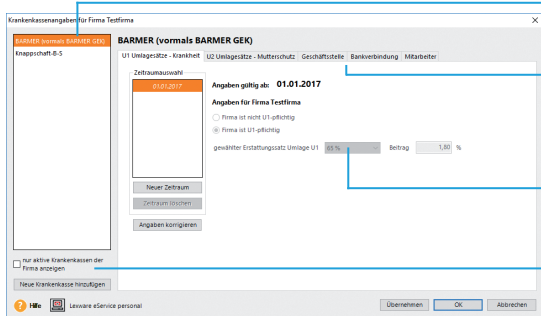 Krankenkassenangaben für Firma Testfirma
BARMER (vormals BARMER GEK)
Knappschaft-B-S
nur aktive Krankenkassen der
Firma anzeigen
Neue Krankenkasse hinzufügen
BARMER (vormals BARMER GEK)
U1 Umlagesätze - Krankheit U2 Umlagesätze - Mutterschutz Geschäftsstelle Bankverbindung Mitarbeiter
Zeitraumauswahl
01.01.2017
Neuer Zeitraum
Zeitraum löschen
Angaben korrigieren
Angaben gültig ab: 01.01.2017
Angaben für Firma Testfirma
Firma ist nicht U1-pflichtig
Firma ist U1-pflichtig
gewählter Erstattungssatz Umlage U1 65 % Beitrag 1,80 %
Hilfe Lexware eService personal
Übernehmen OK Abbrechen